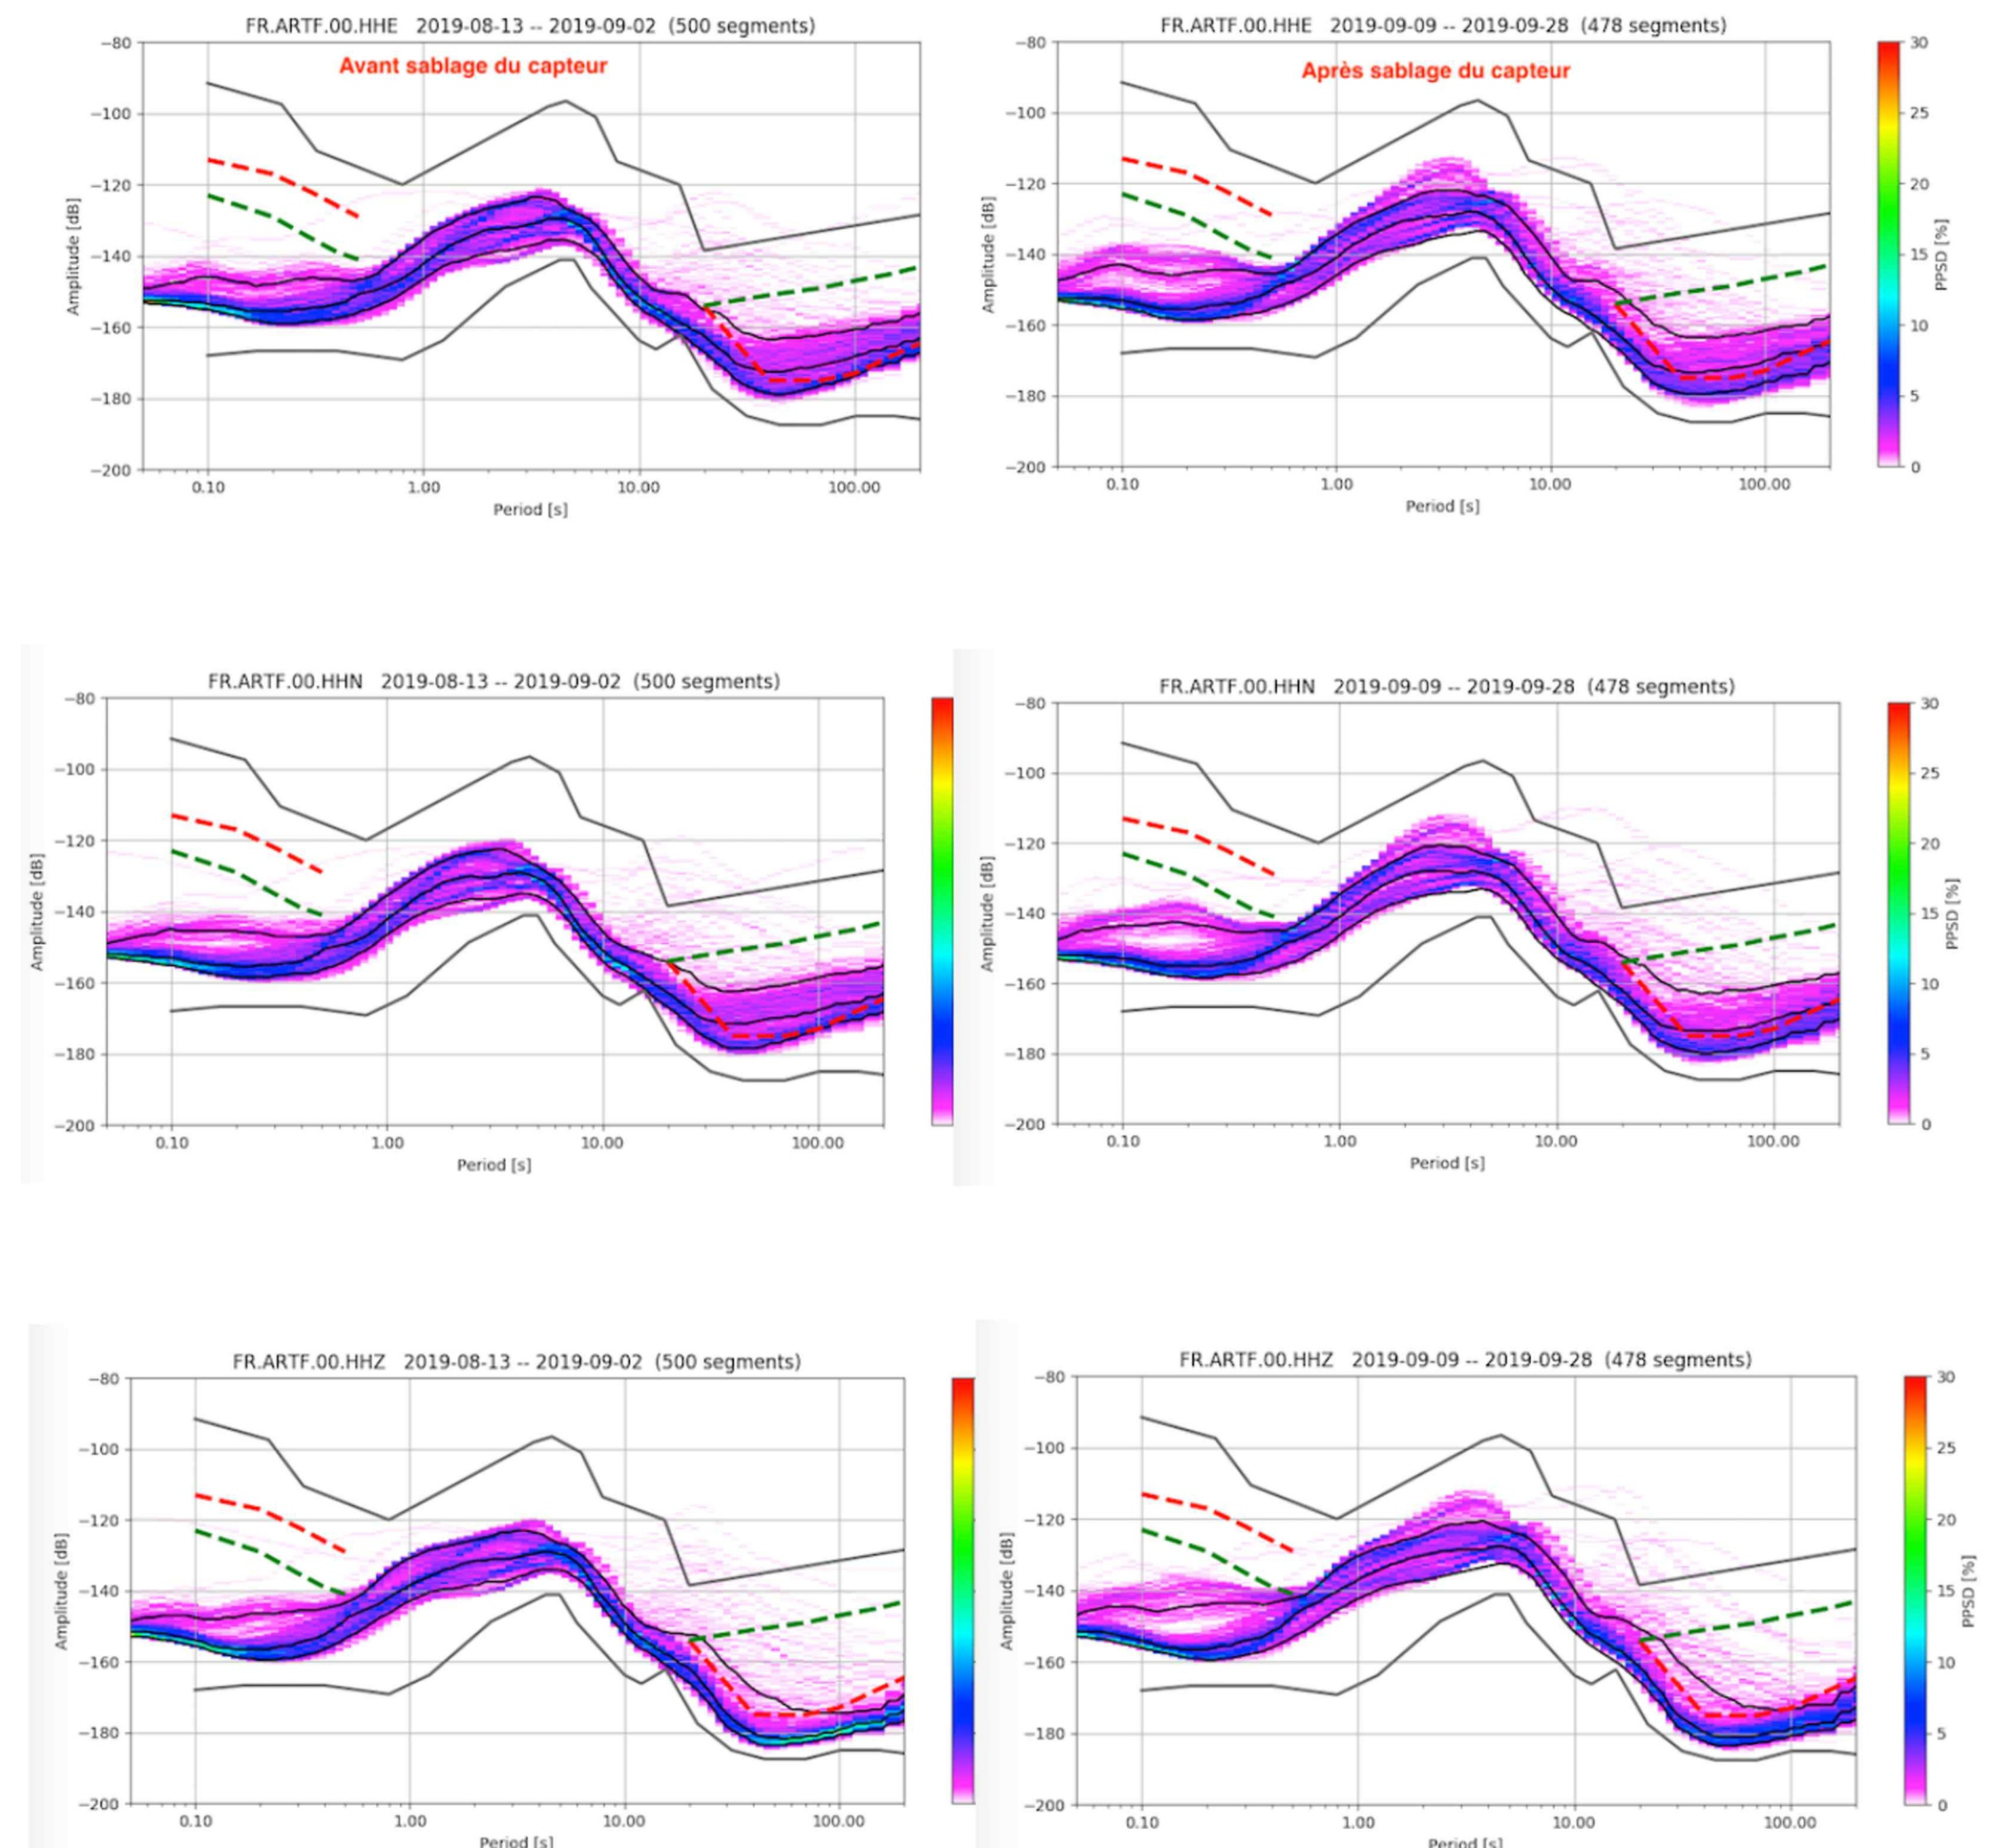 FR.ARTF.00.HHE 2019-08-13 -- 2019-09-02 (500 segments)
Avant sablage du capteur
−80
−100
−120
−140
−160
−180
−200
Amplitude [dB]
0.10 1.00 10.00 100.00
Period [s]
FR.ARTF.00.HHE 2019-09-09 -- 2019-09-28 (478 segments)
Après sablage du capteur
−80
−100
−120
−140
−160
−180
−200
Amplitude [dB]
0.10 1.00 10.00 100.00
Period [s]
30
25
20
15
10
5
0
PPSD [%]
FR.ARTF.00.HHN 2019-08-13 -- 2019-09-02 (500 segments)
−80
−100
−120
−140
−160
−180
−200
Amplitude [dB]
0.10 1.00 10.00 100.00
Period [s]
FR.ARTF.00.HHN 2019-09-09 -- 2019-09-28 (478 segments)
−80
−100
−120
−140
−160
−180
−200
Amplitude [dB]
0.10 1.00 10.00 100.00
Period [s]
30
25
20
15
10
5
0
PPSD [%]
FR.ARTF.00.HHZ 2019-08-13 -- 2019-09-02 (500 segments)
−80
−100
−120
−140
−160
−180
−200
Amplitude [dB]
0.10 1.00 10.00 100.00
Period [s]
FR.ARTF.00.HHZ 2019-09-09 -- 2019-09-28 (478 segments)
−80
−100
−120
−140
−160
−180
−200
Amplitude [dB]
0.10 1.00 10.00 100.00
Period [s]
30
25
20
15
10
5
0
PPSD [%]